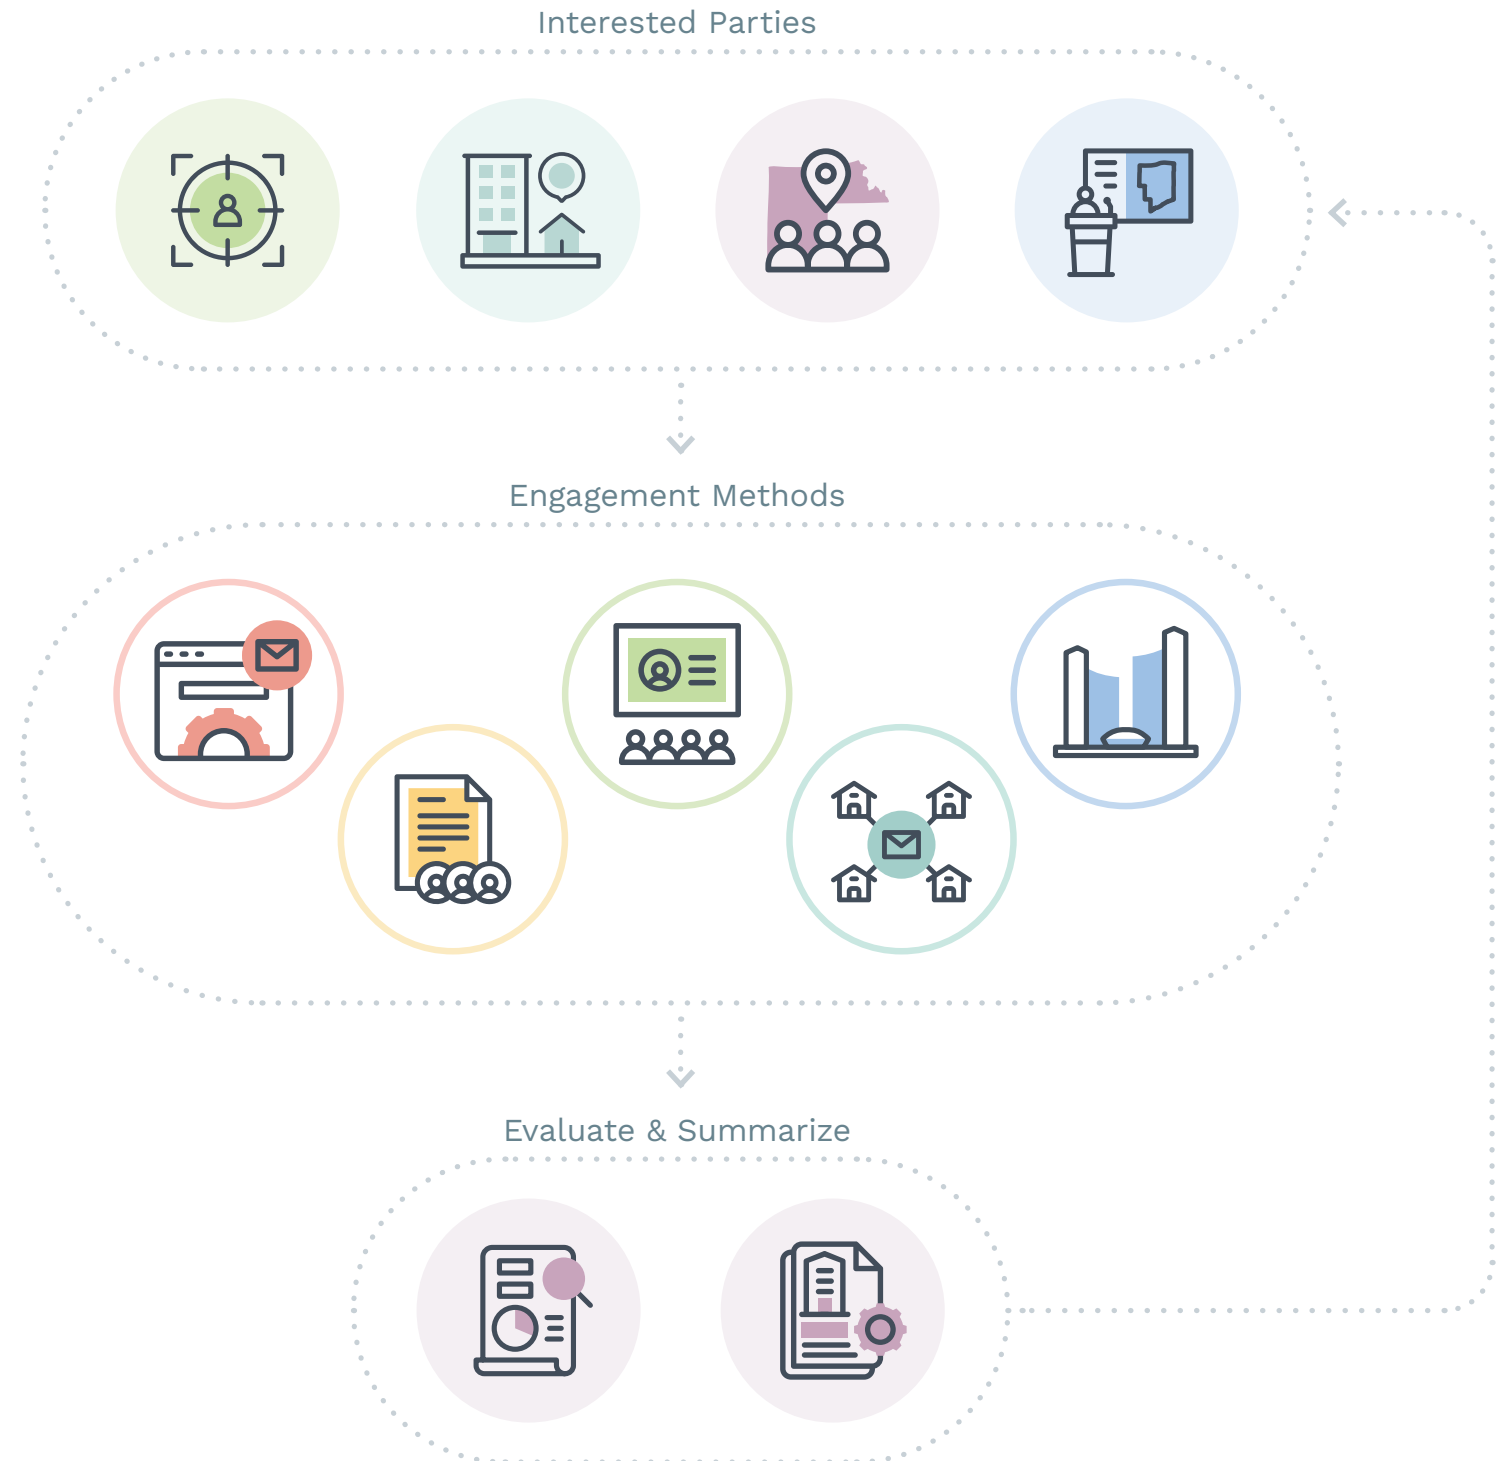 Interested Parties
Engagement Methods
Evaluate & Summarize